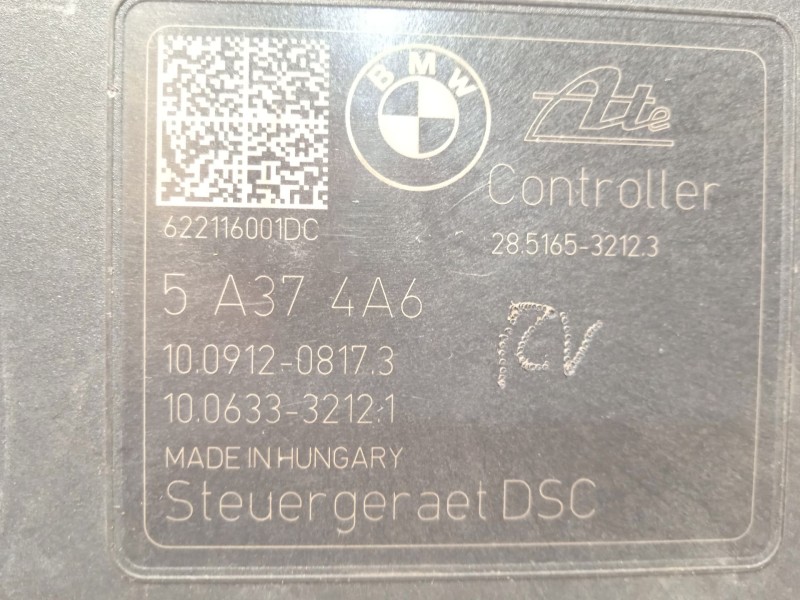 BMW
Ate
Controller
622116001DC
28.5165-3212.3
5 A37 4A6
10.0912-0817.3
10.0633-3212.1
MADE IN HUNGARY
Steuergeraet DSC